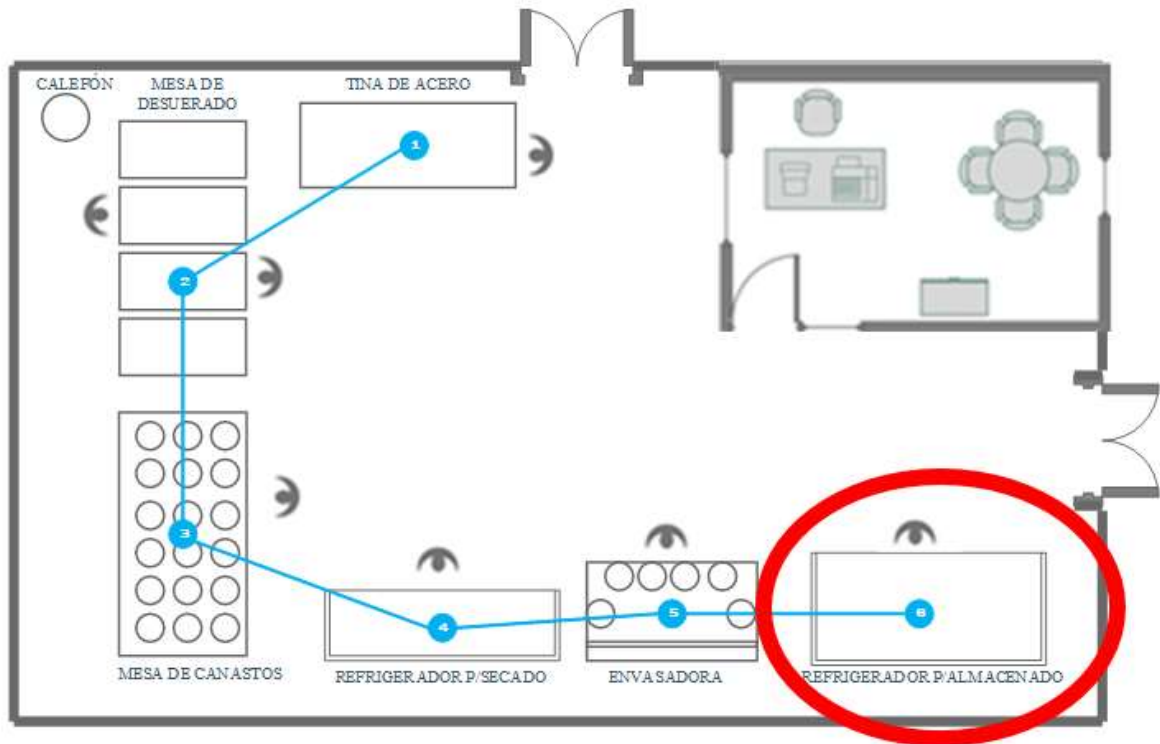 CALEFÓN
MESA DE
DESUERADO
TINA DE ACERO
1
2
3
4
5
6
MESA DE CANASTOS
REFRIGERADOR P/SECADO
ENVASADORA
REFRIGERADOR P/ALMACENADO